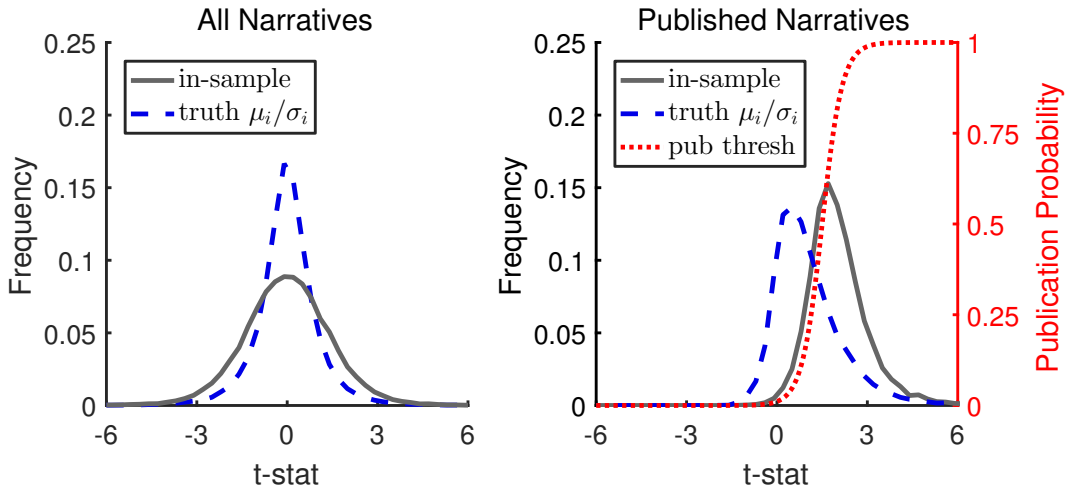 All Narratives
0.25
0.2
0.15
0.1
0.05
0
Frequency
in-sample
truth μᵢ/σᵢ
-6
-3
0
3
6
t-stat
Published Narratives
0.25
0.2
0.15
0.1
0.05
0
Frequency
in-sample
truth μᵢ/σᵢ
pub thresh
1
0.75
0.5
0.25
0
Publication Probability
-6
-3
0
3
6
t-stat